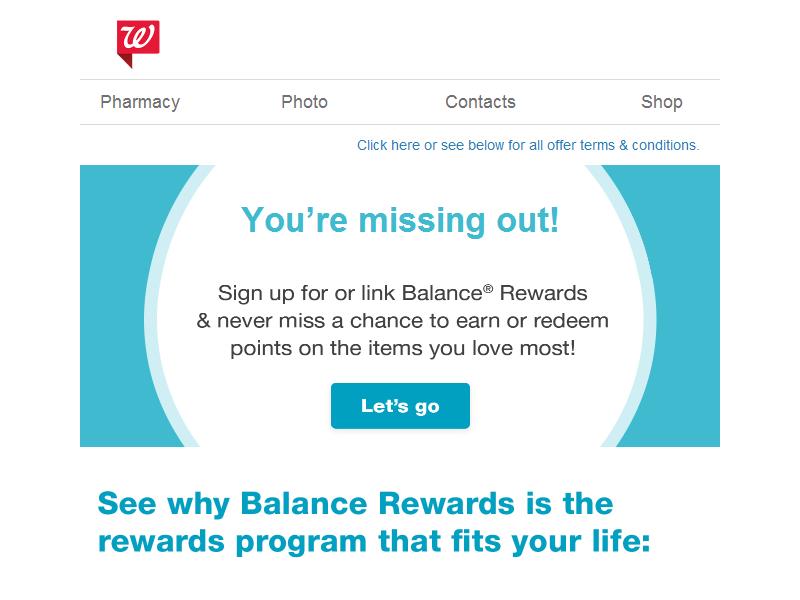 W
Pharmacy Photo Contacts Shop
Click here or see below for all offer terms & conditions.
You’re missing out!
Sign up for or link Balance® Rewards
& never miss a chance to earn or redeem
points on the items you love most!
Let’s go
See why Balance Rewards is the
rewards program that fits your life: